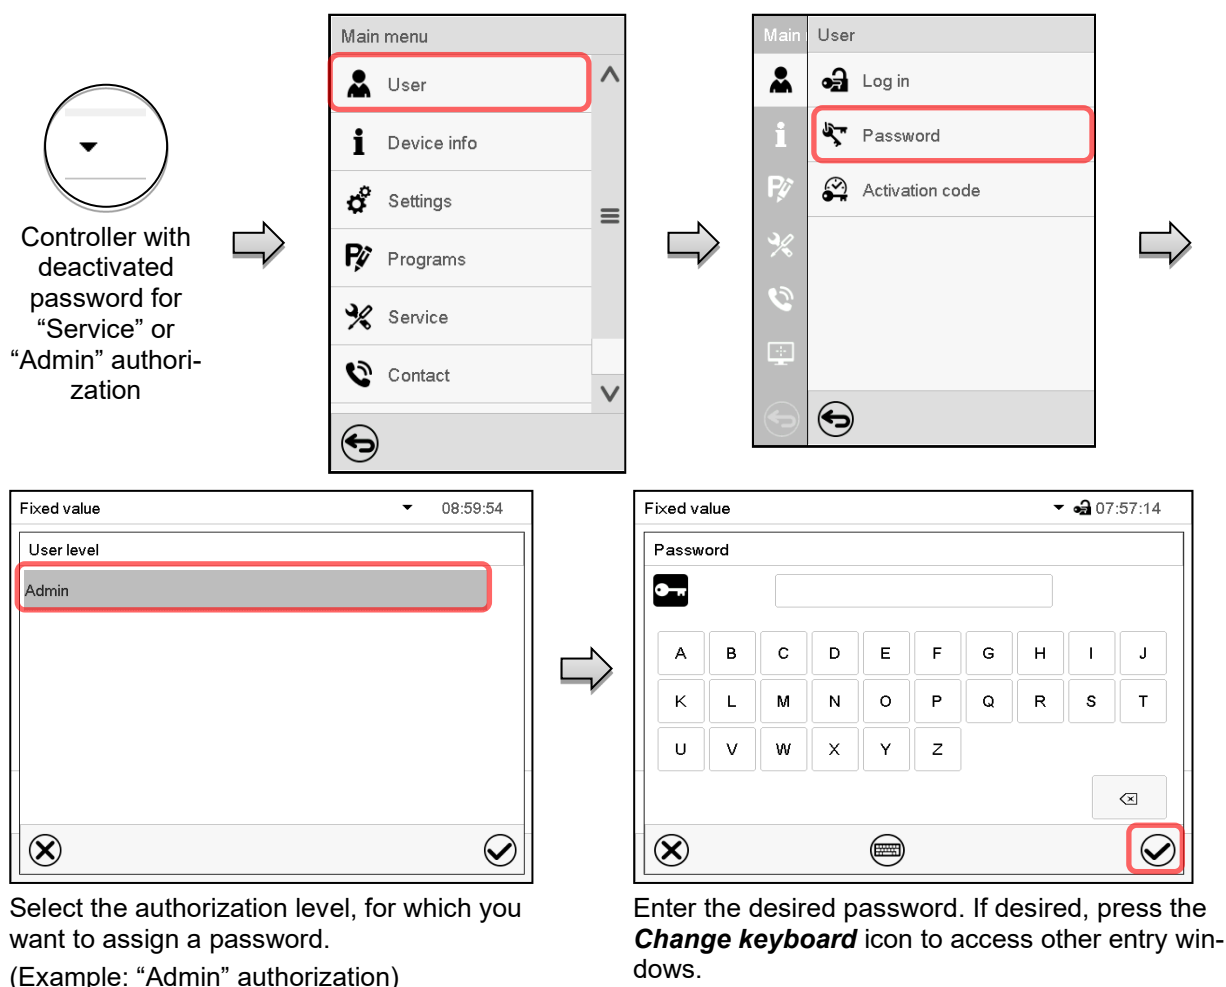 Controller with
deactivated
password for
“Service” or
“Admin” authori-
zation
Main menu
User
Device info
Settings
Programs
Service
Contact
Main
User
Log in
Password
Activation code
Fixed value 08:59:54
User level
Admin
Select the authorization level, for which you
want to assign a password.
(Example: “Admin” authorization)
Fixed value 07:57:14
Password
A B C D E F G H I J
K L M N O P Q R S T
U V W X Y Z
Enter the desired password. If desired, press the
Change keyboard icon to access other entry win-
dows.